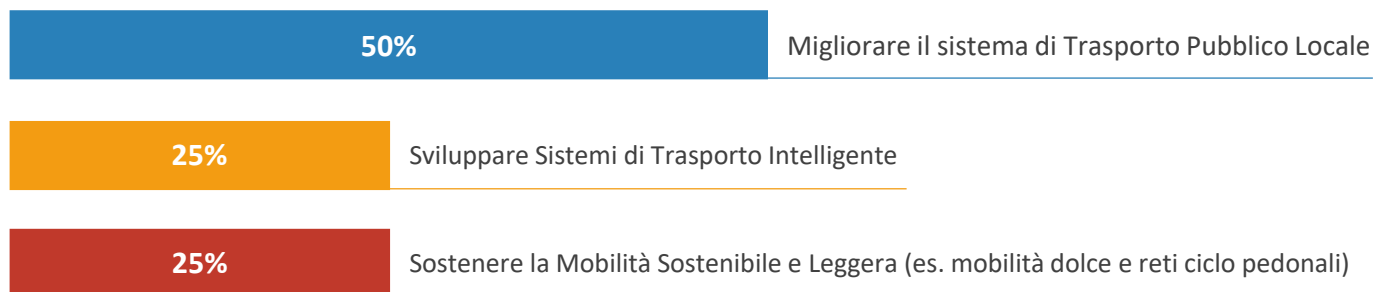 50% Migliorare il sistema di Trasporto Pubblico Locale
25% Sviluppare Sistemi di Trasporto Intelligente
25% Sostenere la Mobilità Sostenibile e Leggera (es. mobilità dolce e reti ciclo pedonali)